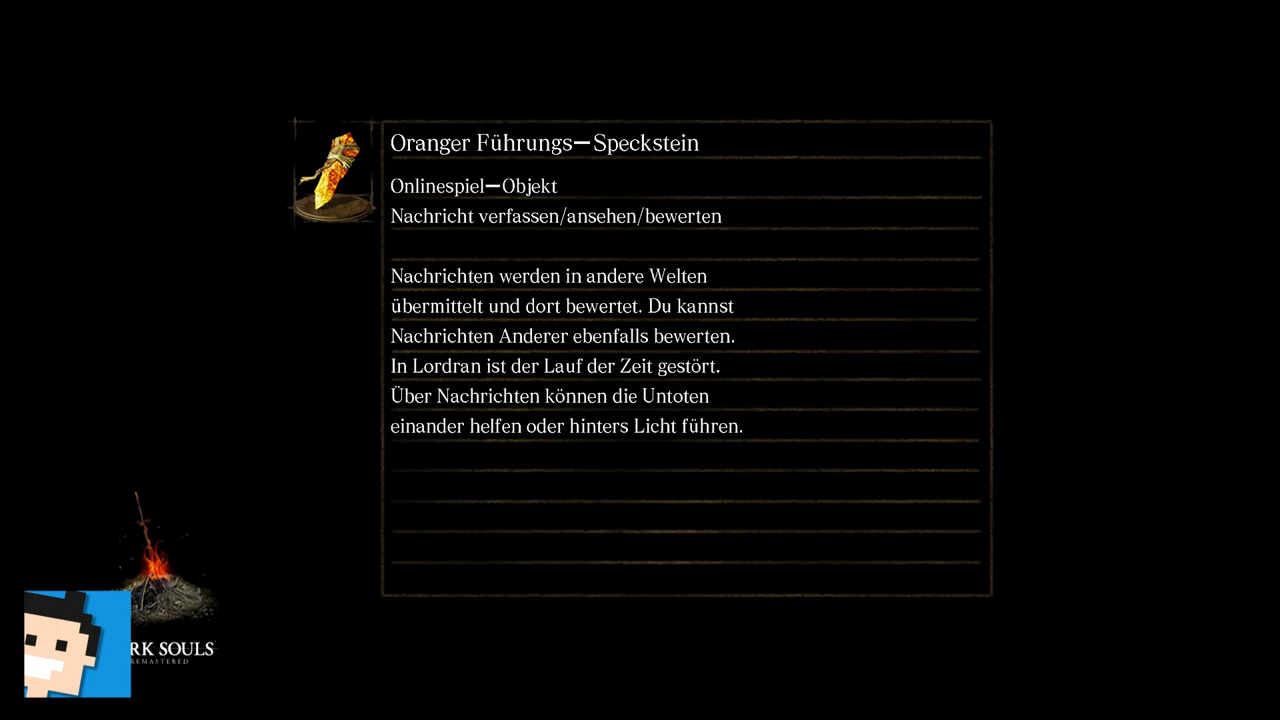 Oranger Führungs—Speckstein
Onlinespiel—Objekt
Nachricht verfassen/ansehen/bewerten
Nachrichten werden in andere Welten
übermittelt und dort bewertet. Du kannst
Nachrichten Anderer ebenfalls bewerten.
In Lordran ist der Lauf der Zeit gestört.
Über Nachrichten können die Untoten
einander helfen oder hinters Licht führen.
RK SOULS
REMASTERED